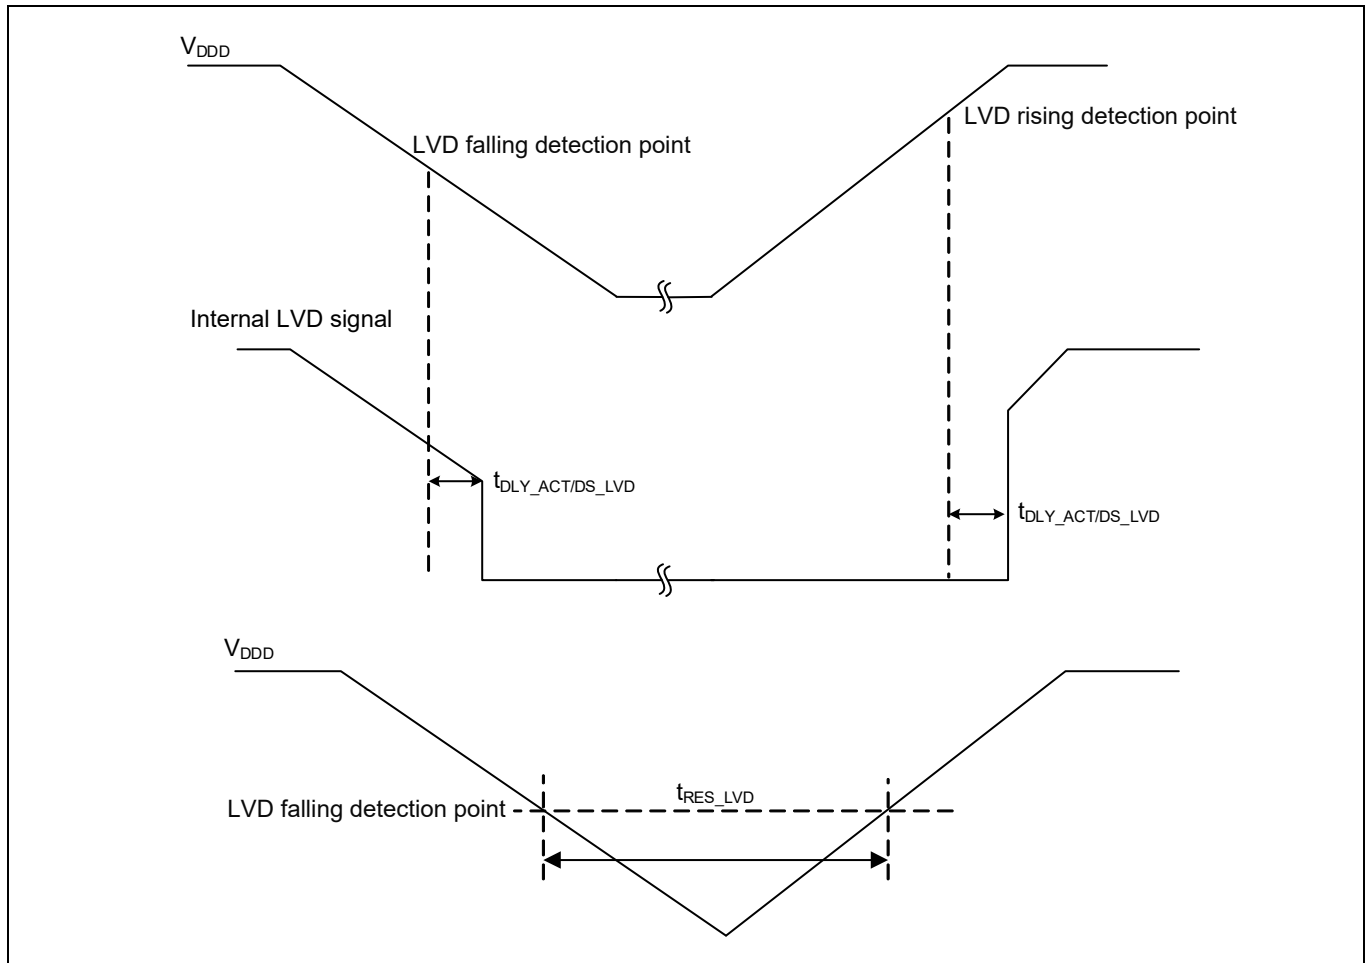 VDDD
LVD rising detection point
LVD falling detection point
Internal LVD signal
tDLY_ACT/DS_LVD
tDLY_ACT/DS_LVD
VDDD
tRES_LVD
LVD falling detection point